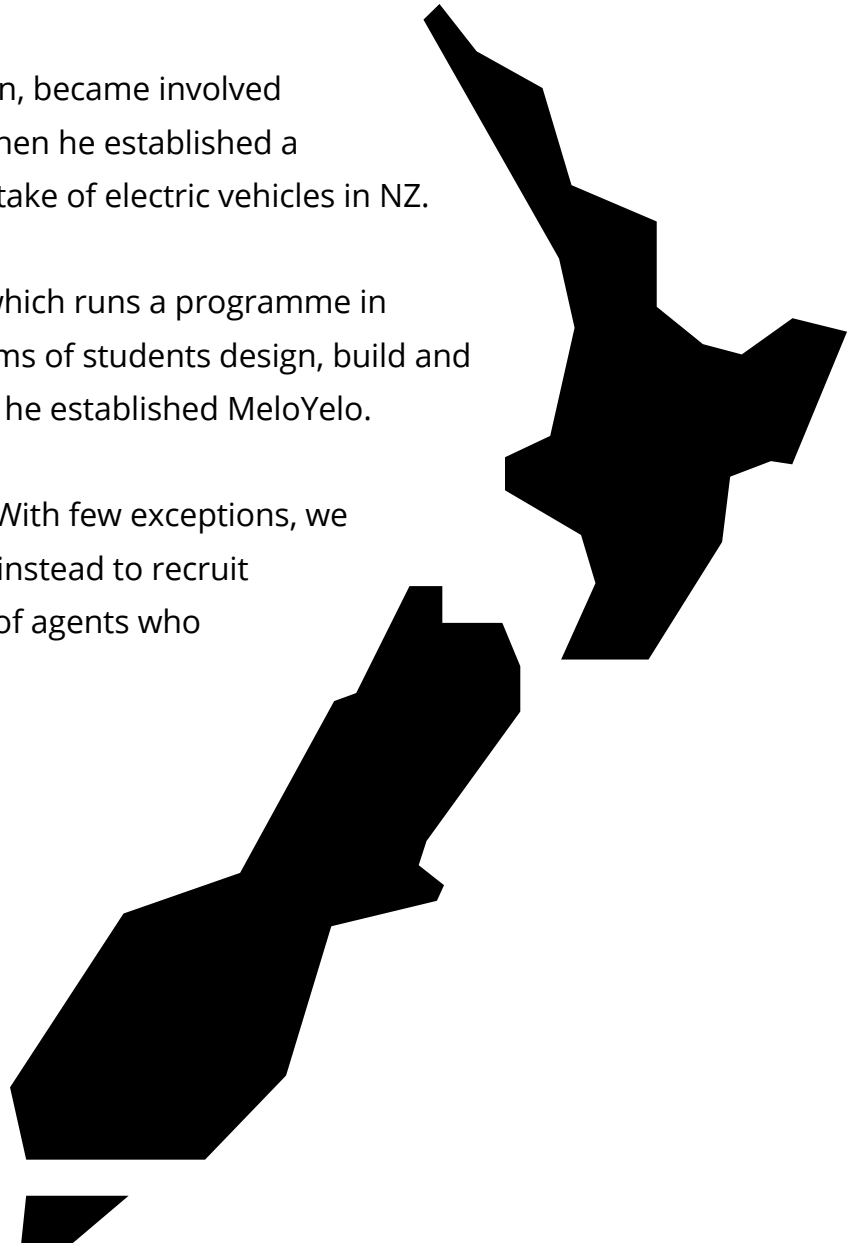 n, became involved
hen he established a
take of electric vehicles in NZ.
which runs a programme in
ms of students design, build and
he established MeloYelo.
With few exceptions, we
instead to recruit
of agents who